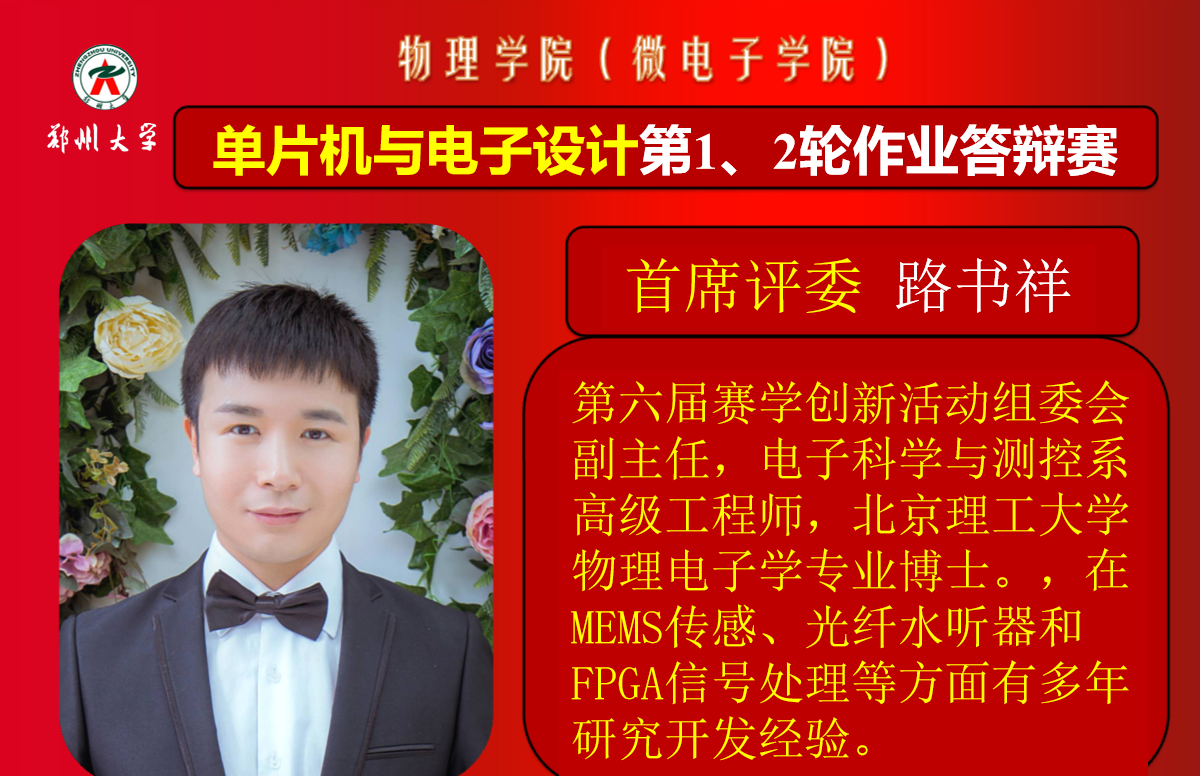 物理学院（微电子学院）
ZHENGZHOU UNIVERSITY
郑州大学
单片机与电子设计第1、2轮作业答辩赛
首席评委 路书祥
第六届赛学创新活动组委会
副主任，电子科学与测控系
高级工程师，北京理工大学
物理电子学专业博士。，在
MEMS传感、光纤水听器和
FPGA信号处理等方面有多年
研究开发经验。